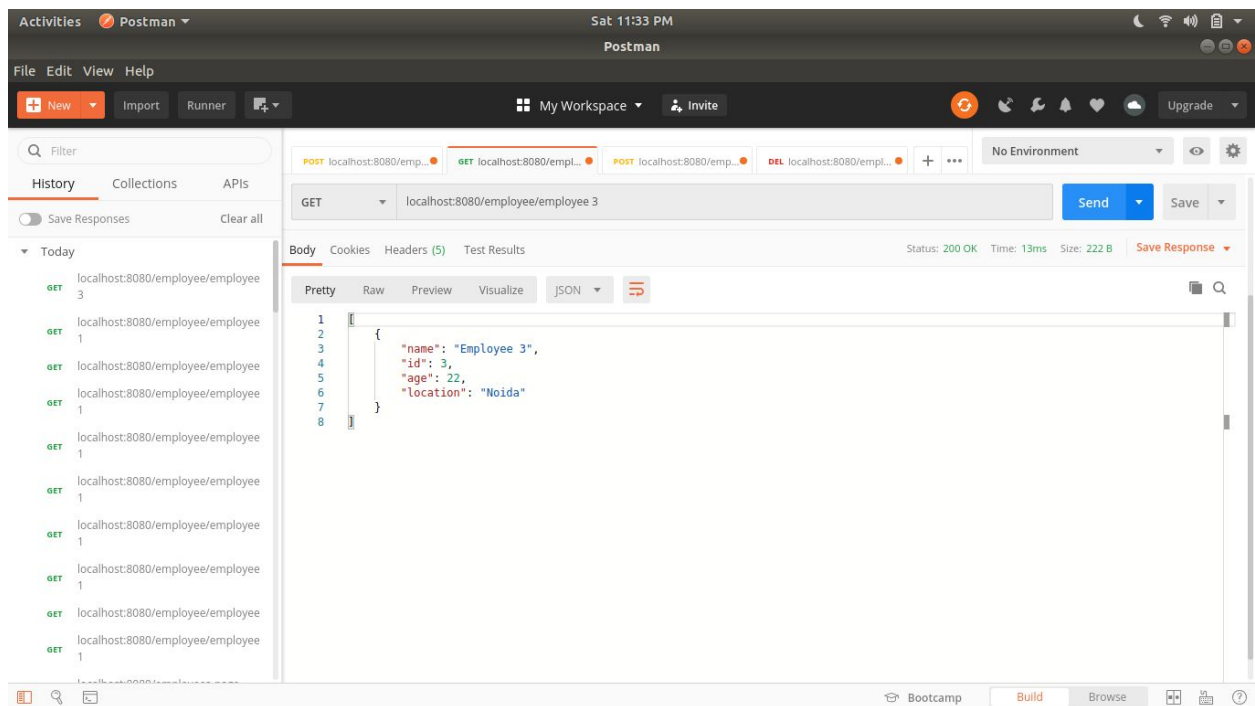 Activities Postman Sat 11:33 PM
Postman
File Edit View Help
New Import Runner My Workspace Invite Upgrade
Filter
History Collections APIs
Save Responses Clear all
Today
GET localhost:8080/employee/employee
3
GET localhost:8080/employee/employee
1
GET localhost:8080/employee/employee
GET localhost:8080/employee/employee
1
GET localhost:8080/employee/employee
1
GET localhost:8080/employee/employee
1
GET localhost:8080/employee/employee
1
GET localhost:8080/employee/employee
1
GET localhost:8080/employee/employee
GET localhost:8080/employee/employee
1
POST localhost:8080/emp... GET localhost:8080/empl... POST localhost:8080/emp... DEL localhost:8080/empl... + ••• No Environment
GET localhost:8080/employee/employee 3 Send Save
Body Cookies Headers (5) Test Results Status: 200 OK Time: 13ms Size: 222 B Save Response
Pretty Raw Preview Visualize JSON
1 [
2 {
3 "name": "Employee 3",
4 "id": 3,
5 "age": 22,
6 "location": "Noida"
7 }
8 ]
Bootcamp Build Browse